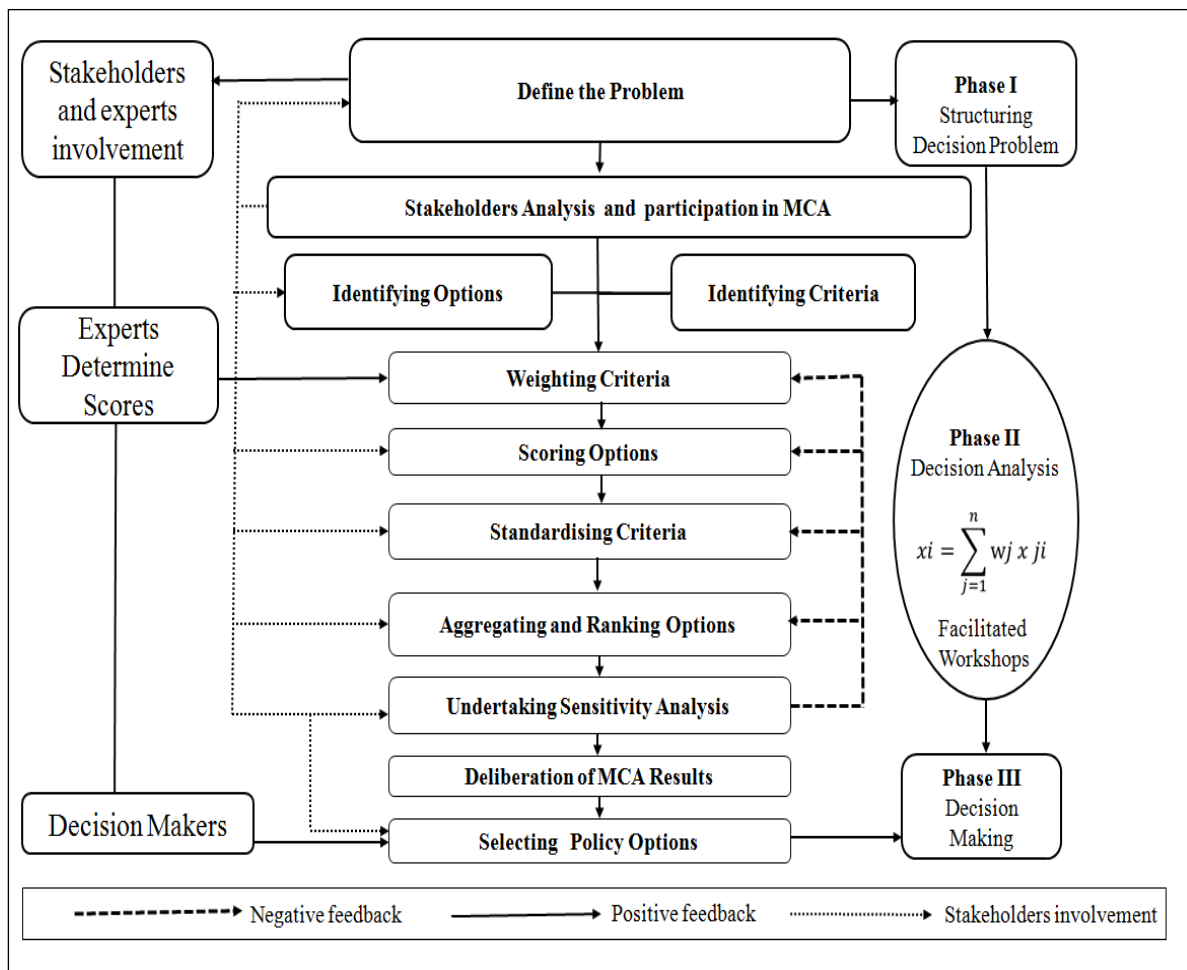 Stakeholders
and experts
involvement
Define the Problem
Phase I
Structuring
Decision Problem
Stakeholders Analysis and participation in MCA
Identifying Options
Identifying Criteria
Experts
Determine
Scores
Weighting Criteria
Scoring Options
Standardising Criteria
Aggregating and Ranking Options
Undertaking Sensitivity Analysis
Deliberation of MCA Results
Selecting Policy Options
Phase II
Decision Analysis
n
xi = ∑ wj x ji
j=1
Facilitated
Workshops
Decision Makers
Phase III
Decision
Making
Negative feedback
Positive feedback
Stakeholders involvement